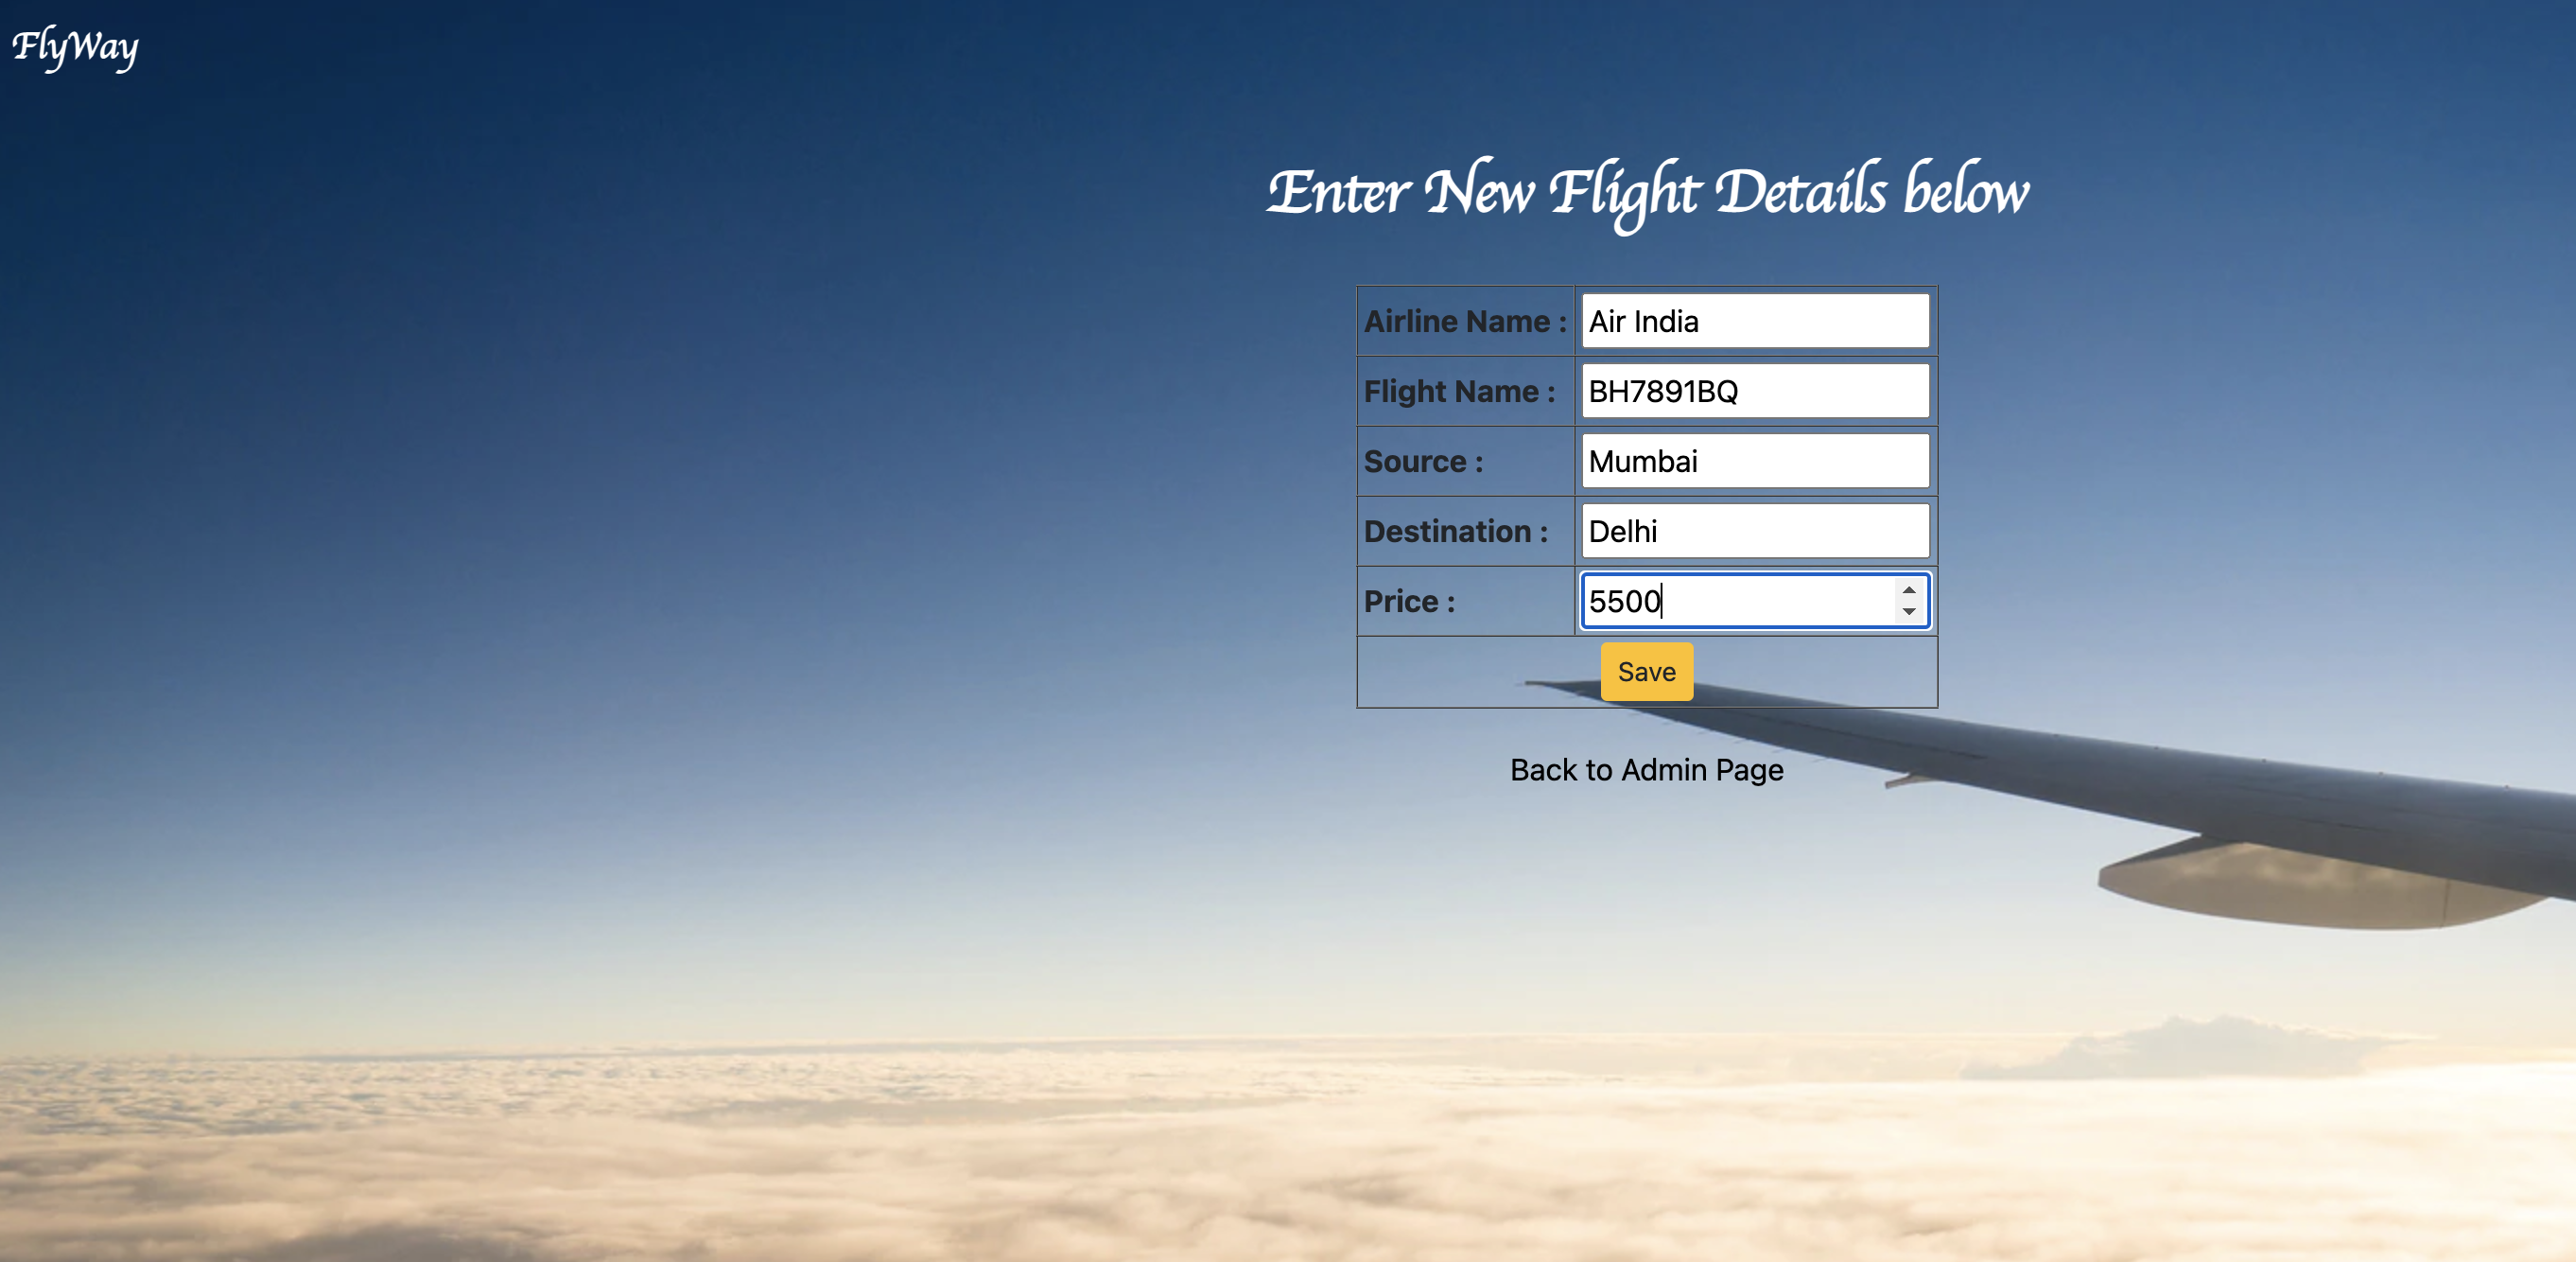 FlyWay
Enter New Flight Details below
Airline Name : Air India
Flight Name : BH7891BQ
Source : Mumbai
Destination : Delhi
Price : 5500
Save
Back to Admin Page